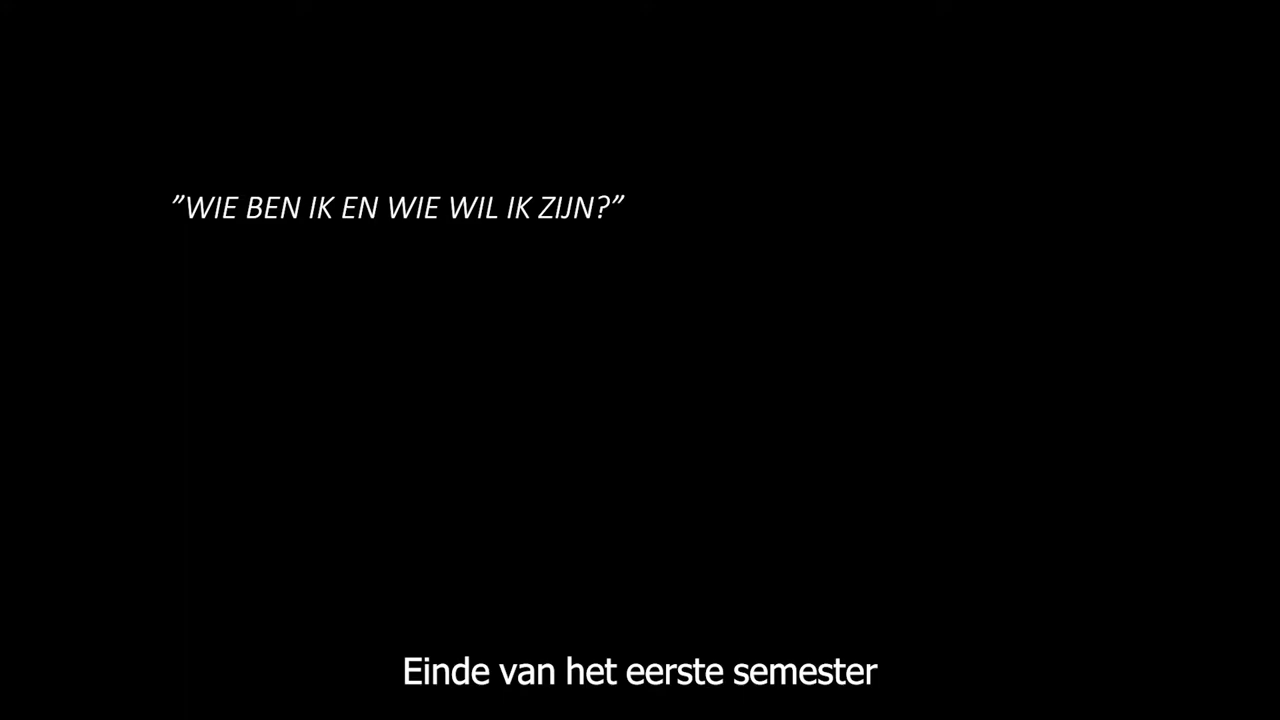 ”WIE BEN IK EN WIE WIL IK ZIJN?”
Einde van het eerste semester